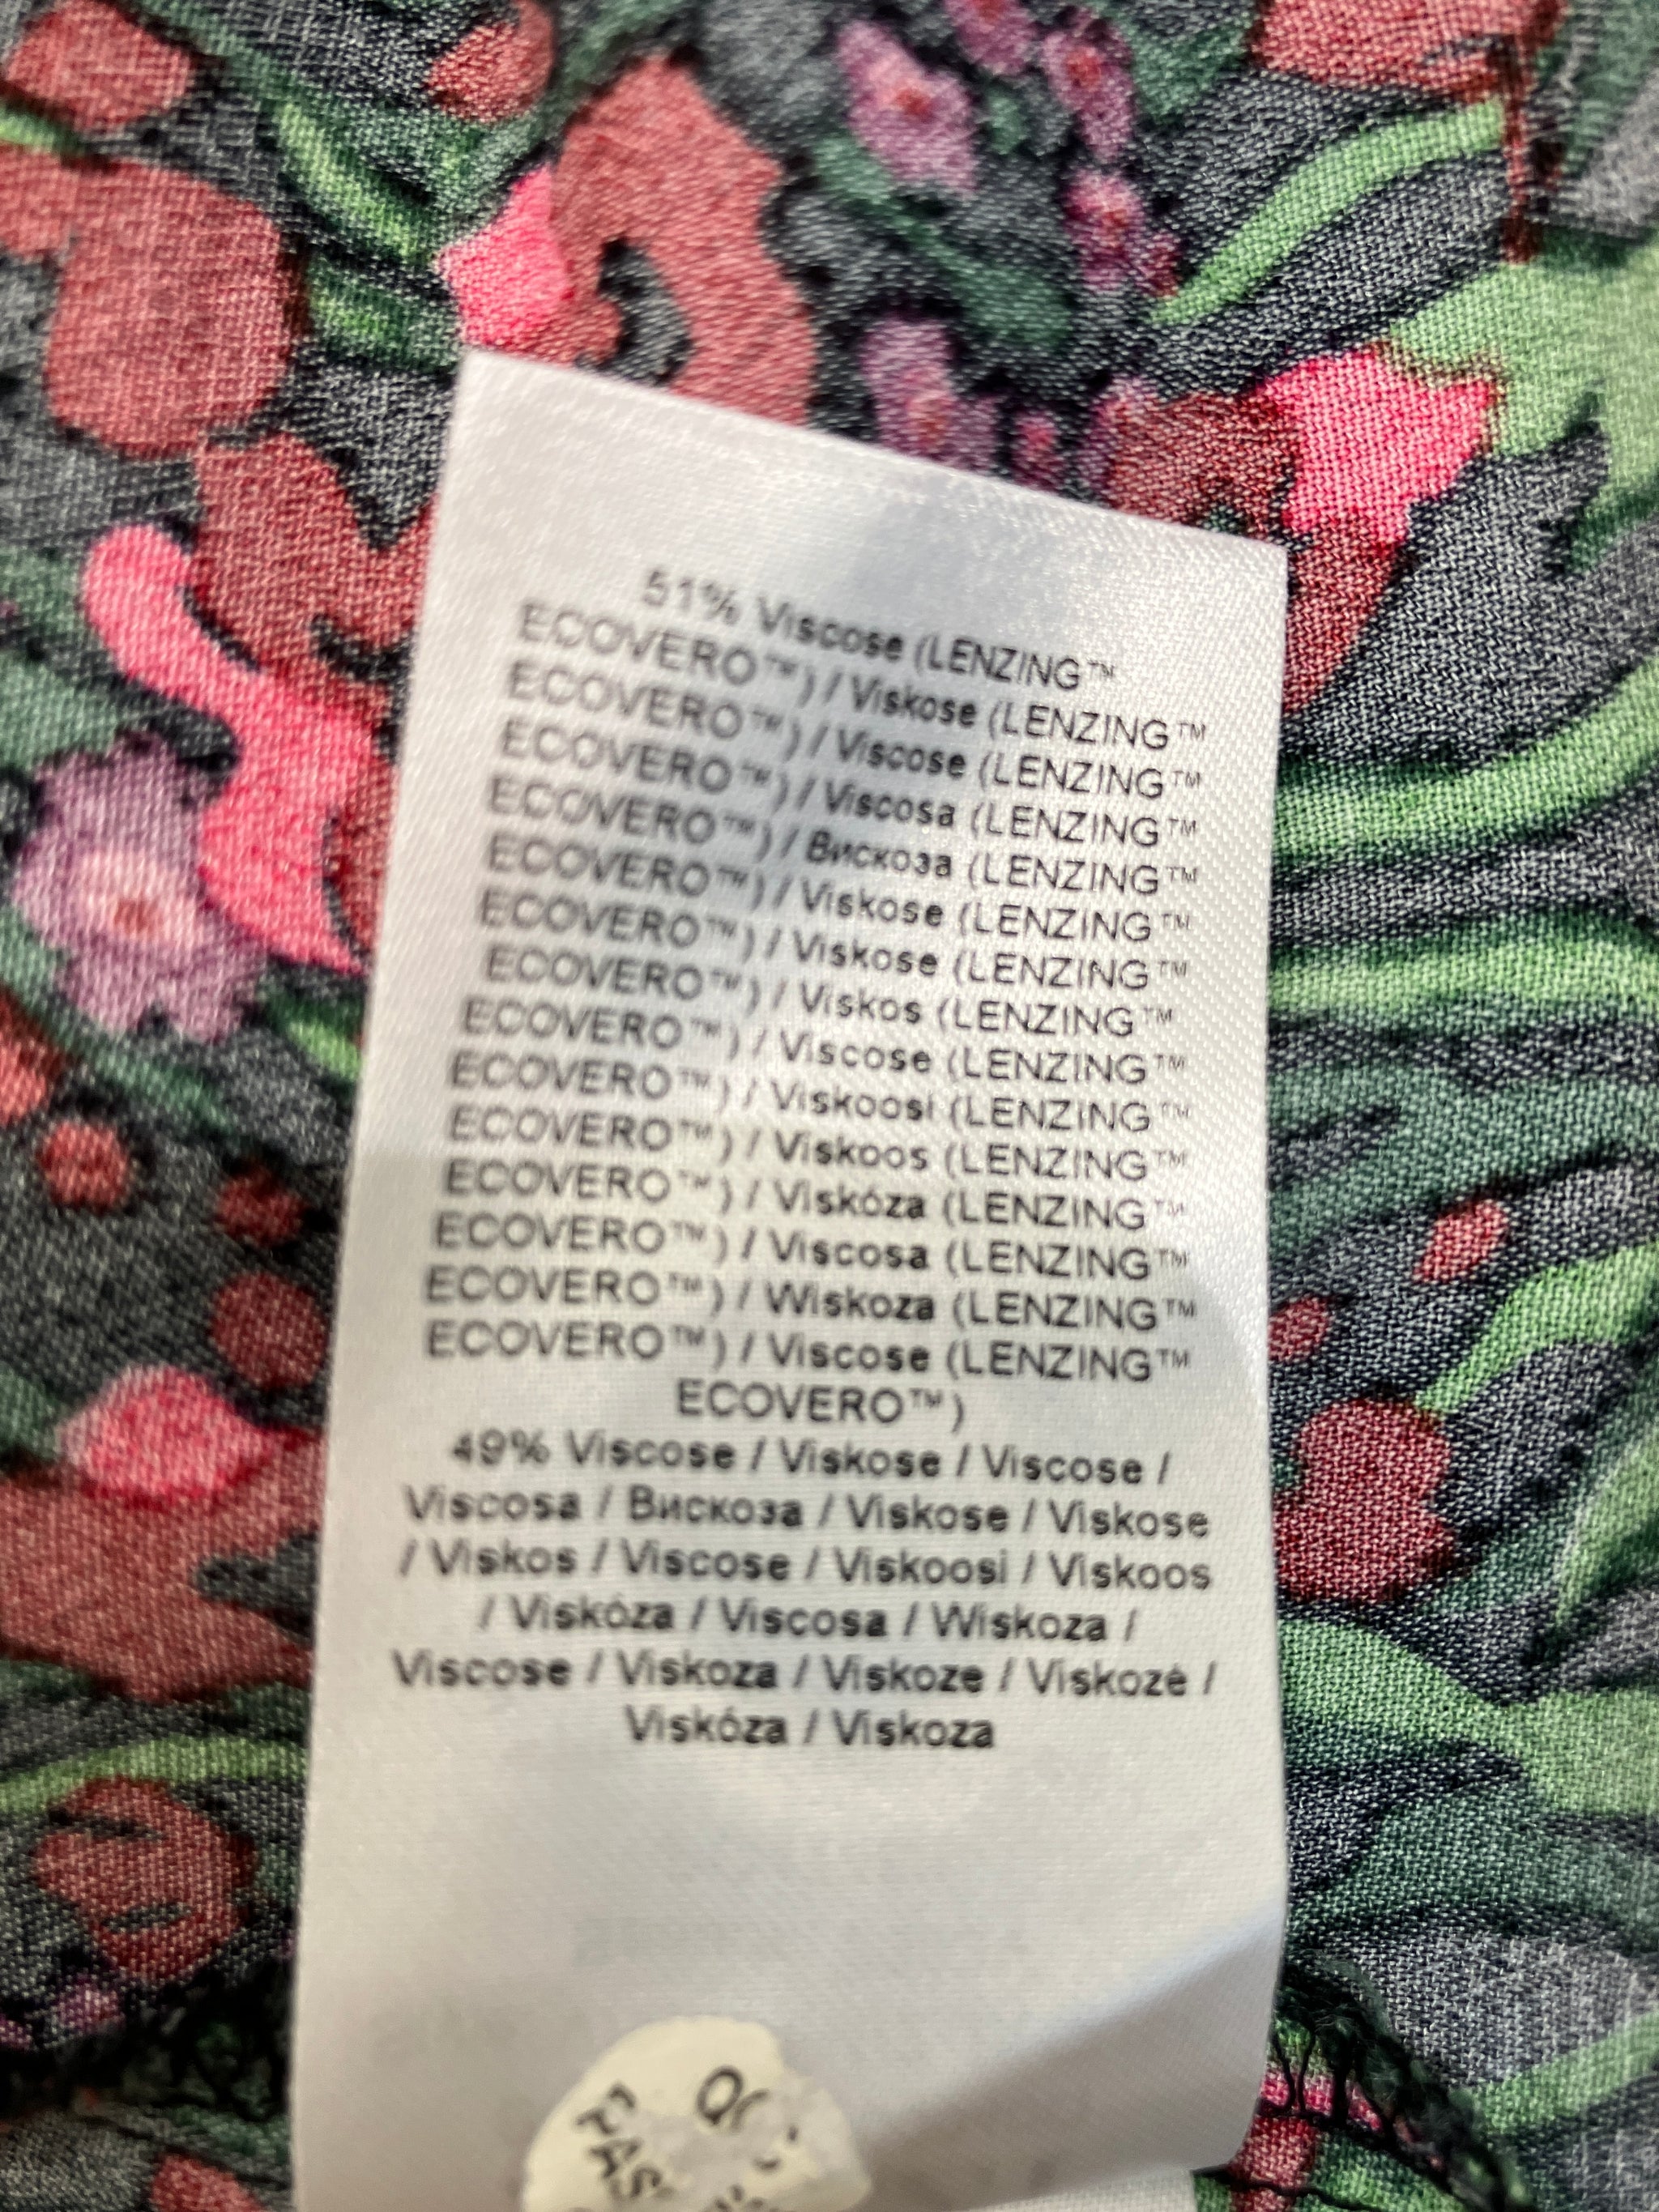 51% Viscose (LENZING™
ECOVERO™) / Viskose (LENZING™
ECOVERO™) / Viscose (LENZING™
ECOVERO™) / Viscosa (LENZING™
ECOVERO™) / Вискоза (LENZING™
ECOVERO™) / Viskose (LENZING™
ECOVERO™) / Viskose (LENZING™
ECOVERO™) / Viskos (LENZING™
ECOVERO™) / Viscose (LENZING™
ECOVERO™) / Viskoosi (LENZING™
ECOVERO™) / Viskoos (LENZING™
ECOVERO™) / Viskóza (LENZING™
ECOVERO™) / Viscosa (LENZING™
ECOVERO™) / Wiskoza (LENZING™
ECOVERO™) / Viscose (LENZING™
ECOVERO™)
49% Viscose / Viskose / Viscose /
Viscosa / Вискоза / Viskose / Viskose
/ Viskos / Viscose / Viskoosi / Viskoos
/ Viskóza / Viscosa / Wiskoza /
Viscose / Viskoza / Viskoze / Viskozė /
Viskóza / Viskoza